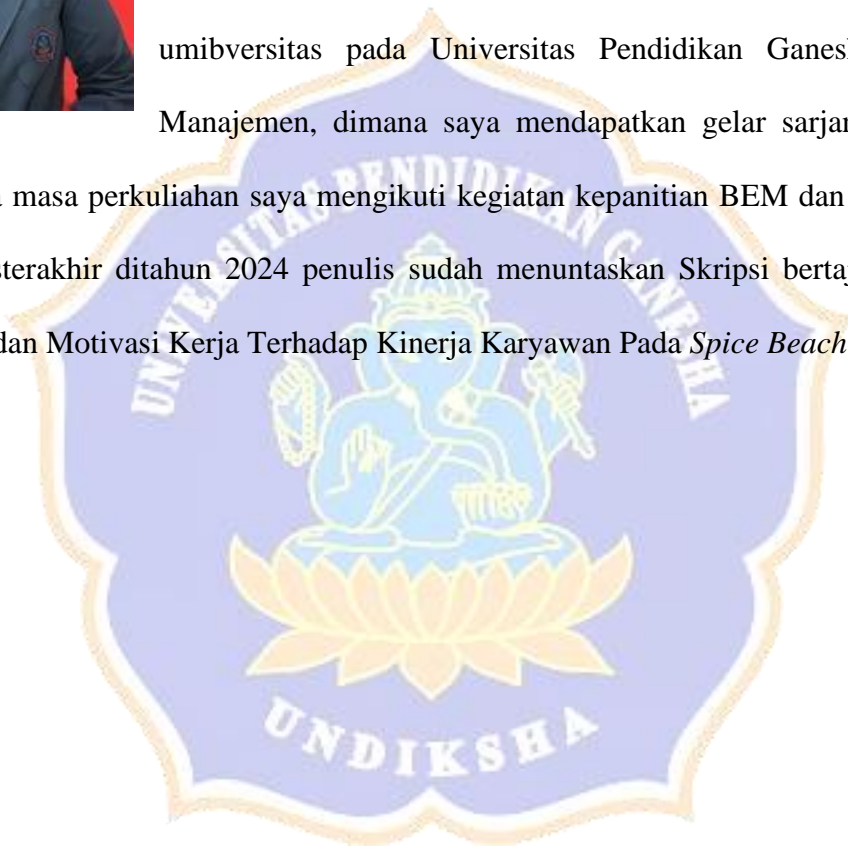 umibversitas pada Universitas Pendidikan Ganesh
Manajemen, dimana saya mendapatkan gelar sarjan
masa perkuliahan saya mengikuti kegiatan kepanitian BEM dan
sterakhir ditahun 2024 penulis sudah menuntaskan Skripsi berta
dan Motivasi Kerja Terhadap Kinerja Karyawan Pada Spice Beach
UNIVERSITAS PENDIDIKAN GANESHA
UNDIKSHA